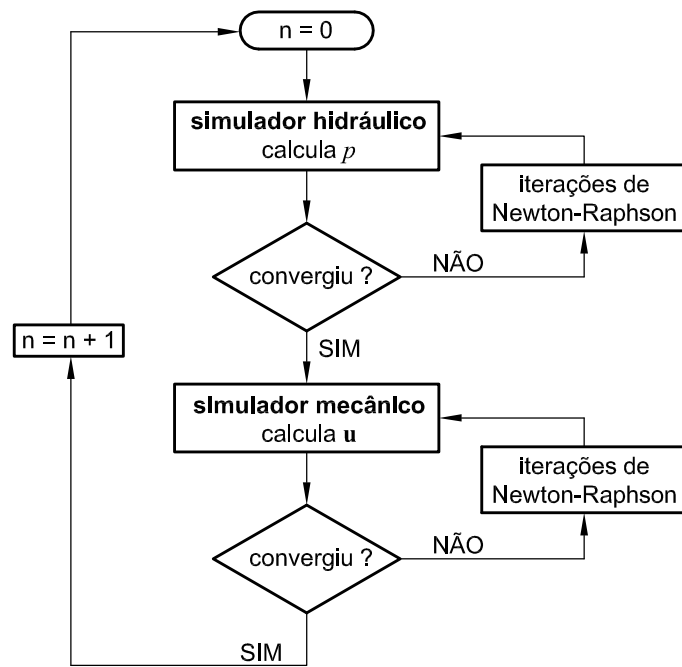 n = 0
simulador hidráulico
calcula p
iterações de
Newton-Raphson
convergiu ?
NÃO
n = n + 1
SIM
simulador mecânico
calcula u
iterações de
Newton-Raphson
convergiu ?
NÃO
SIM